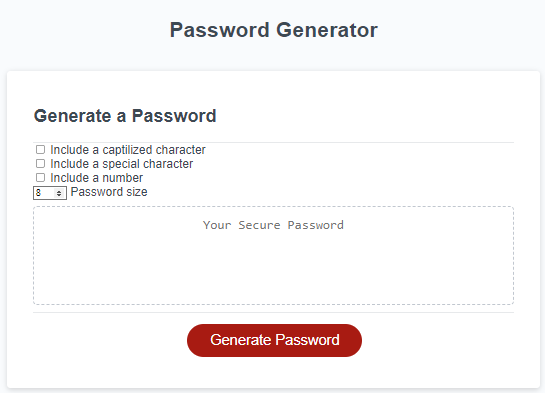 Password Generator
Generate a Password
Include a captilized character
Include a special character
Include a number
8 Password size
Your Secure Password
Generate Password